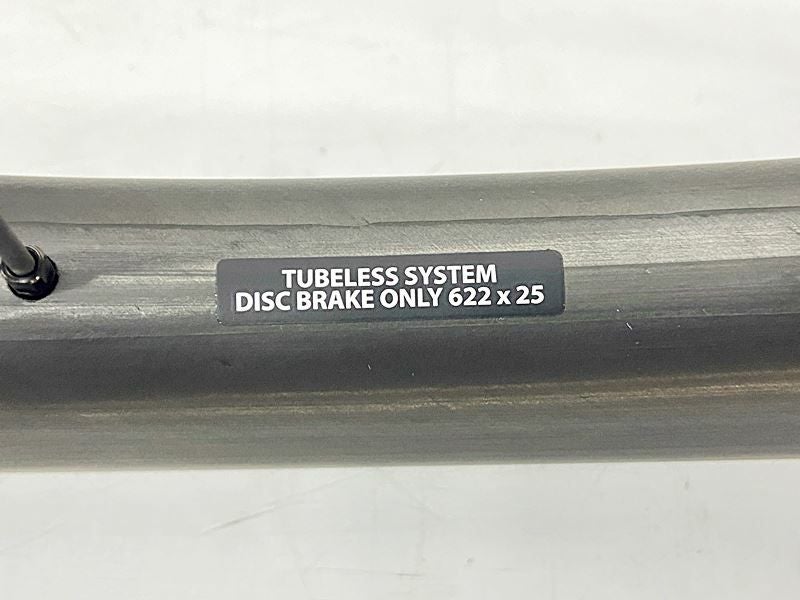 TUBELESS SYSTEM
DISC BRAKE ONLY 622 x 25